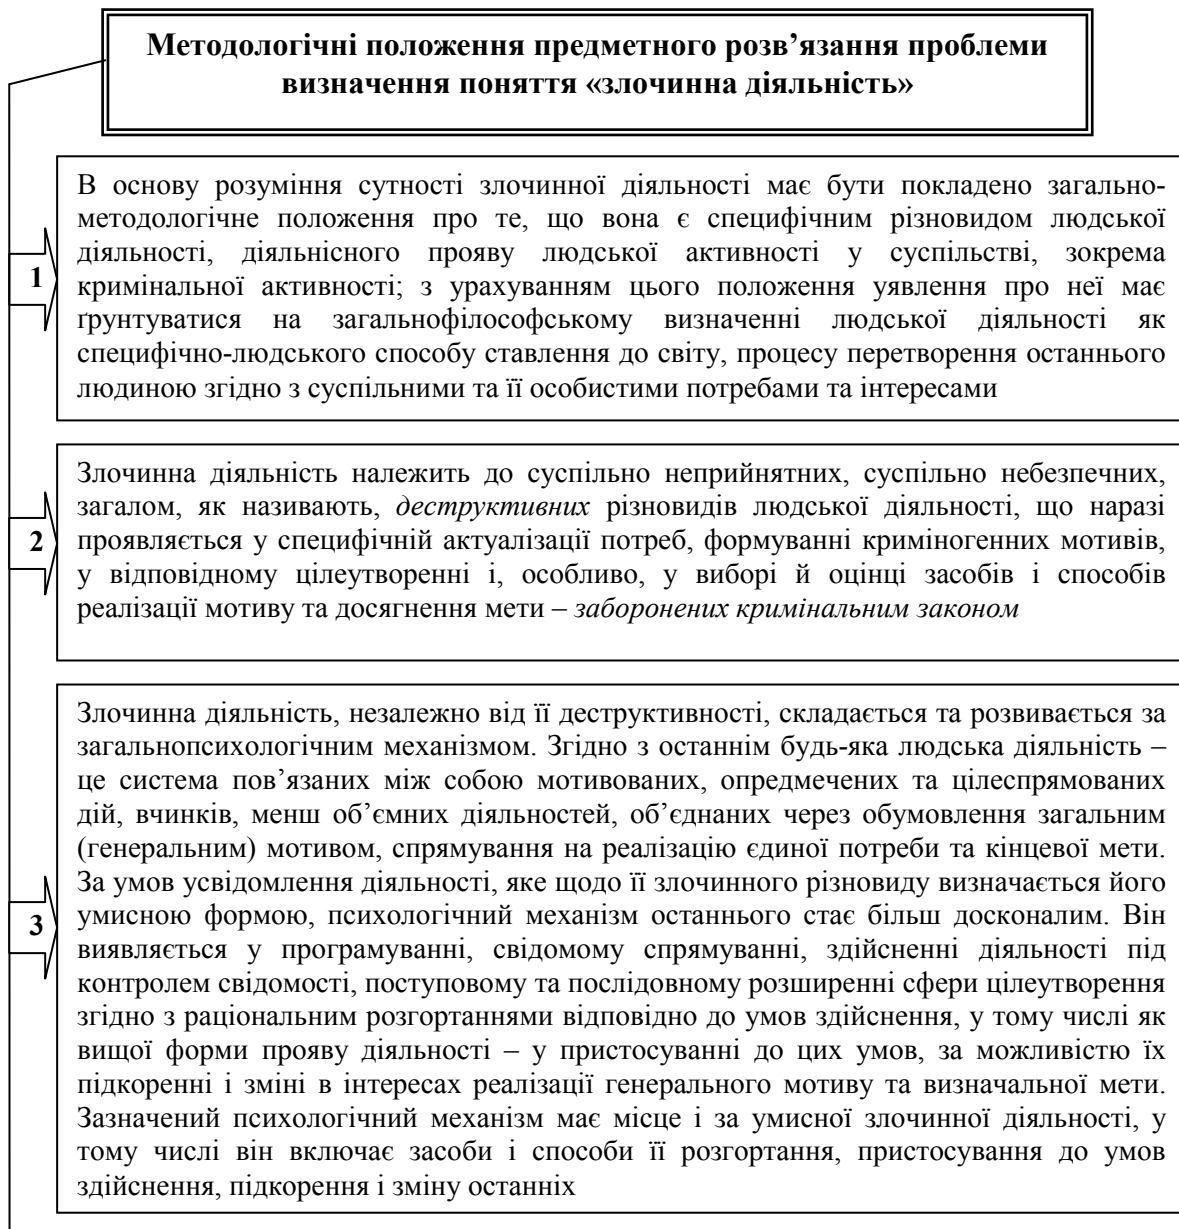 Методологічні положення предметного розв’язання проблеми
визначення поняття «злочинна діяльність»
В основу розуміння сутності злочинної діяльності має бути покладено загально-
методологічне положення про те, що вона є специфічним різновидом людської
діяльності, діяльнісного прояву людської активності у суспільстві, зокрема
1
кримінальної активності; з урахуванням цього положення уявлення про неї має
ґрунтуватися на загальнофілософському визначенні людської діяльності як
специфічно-людського способу ставлення до світу, процесу перетворення останнього
людиною згідно з суспільними та її особистими потребами та інтересами
Злочинна діяльність належить до суспільно неприйнятних, суспільно небезпечних,
загалом, як називають, деструктивних різновидів людської діяльності, що наразі
2
проявляється у специфічній актуалізації потреб, формуванні криміногенних мотивів,
у відповідному цілеутворенні і, особливо, у виборі й оцінці засобів і способів
реалізації мотиву та досягнення мети – заборонених кримінальним законом
Злочинна діяльність, незалежно від її деструктивності, складається та розвивається за
загальнопсихологічним механізмом. Згідно з останнім будь-яка людська діяльність –
це система пов’язаних між собою мотивованих, опредмечених та цілеспрямованих
дій, вчинків, менш об’ємних діяльностей, об’єднаних через обумовлення загальним
(генеральним) мотивом, спрямування на реалізацію єдиної потреби та кінцевої мети.
За умов усвідомлення діяльності, яке щодо її злочинного різновиду визначається його
умисною формою, психологічний механізм останнього стає більш досконалим. Він
3
виявляється у програмуванні, свідомому спрямуванні, здійсненні діяльності під
контролем свідомості, поступовому та послідовному розширенні сфери цілеутворення
згідно з раціональним розгортаннями відповідно до умов здійснення, у тому числі як
вищої форми прояву діяльності – у пристосуванні до цих умов, за можливістю їх
підкоренні і зміні в інтересах реалізації генерального мотиву та визначальної мети.
Зазначений психологічний механізм має місце і за умисної злочинної діяльності, у
тому числі він включає засоби і способи її розгортання, пристосування до умов
здійснення, підкорення і зміну останніх